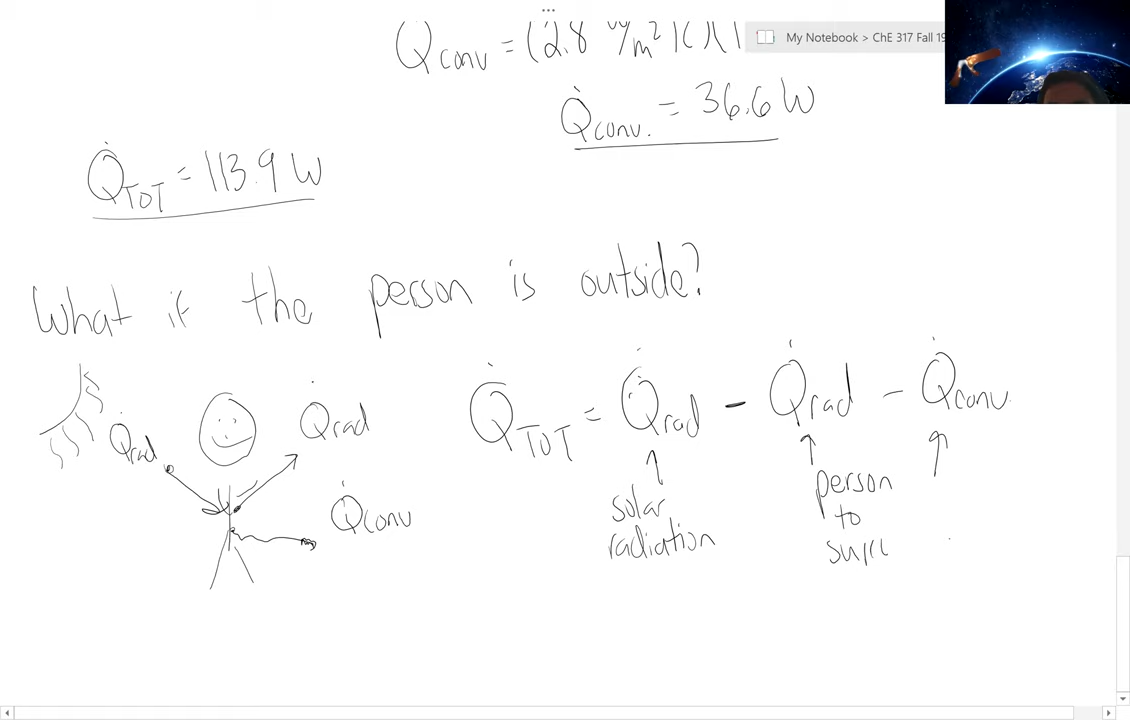 Q̇conv = (2.8 W/m² K)(1
My Notebook > ChE 317 Fall 19
Q̇conv. = 36.6 W
Q̇TOT = 113.9 W
What if the person is outside?
Q̇rad
Q̇rad
Q̇conv
Q̇TOT = Q̇rad - Q̇rad - Q̇conv.
solar
radiation
person
to
surr